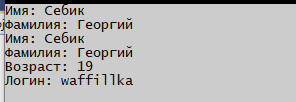 Имя: Себик
Фамилия: Георгий
Имя: Себик
Фамилия: Георгий
Возраст: 19
Логин: waffillka